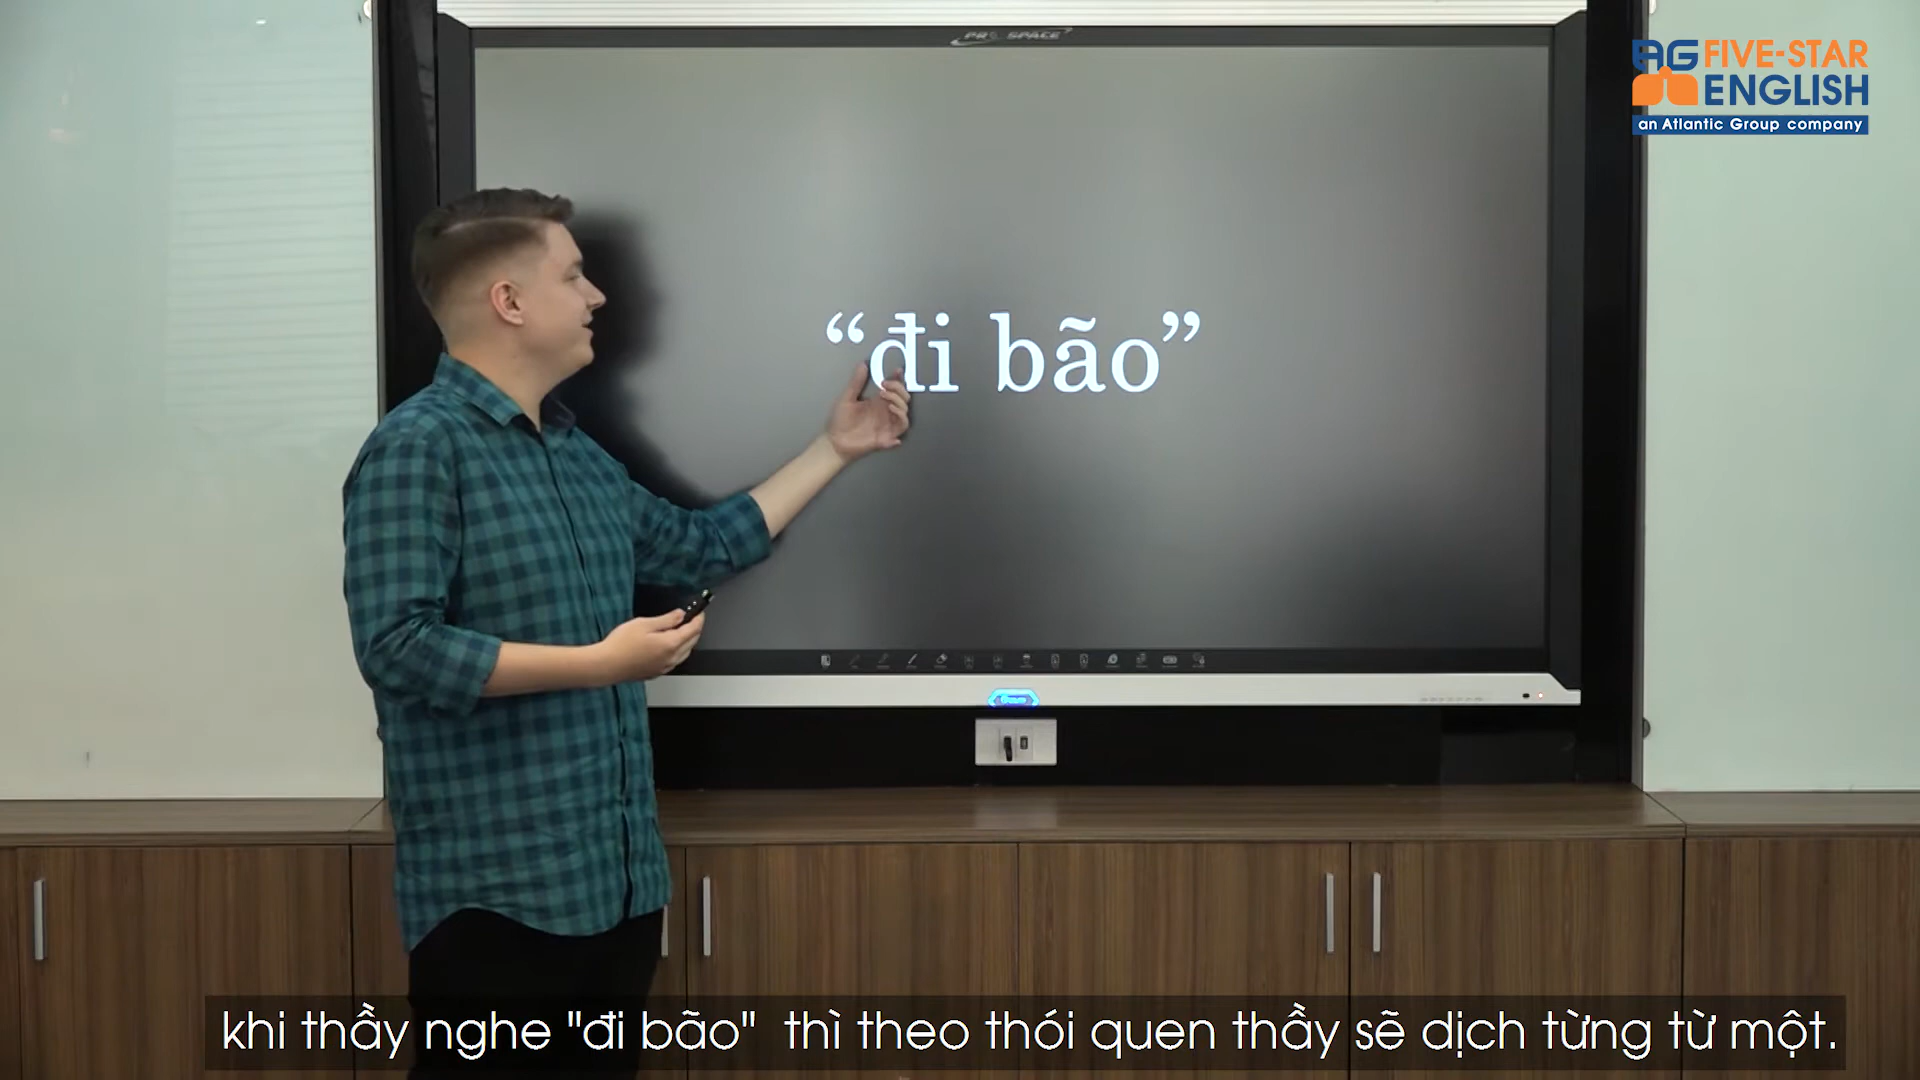 PRO SPACE
AG FIVE-STAR
ENGLISH
an Atlantic Group company
“đi bão”
khi thầy nghe "đi bão" thì theo thói quen thầy sẽ dịch từng từ một.